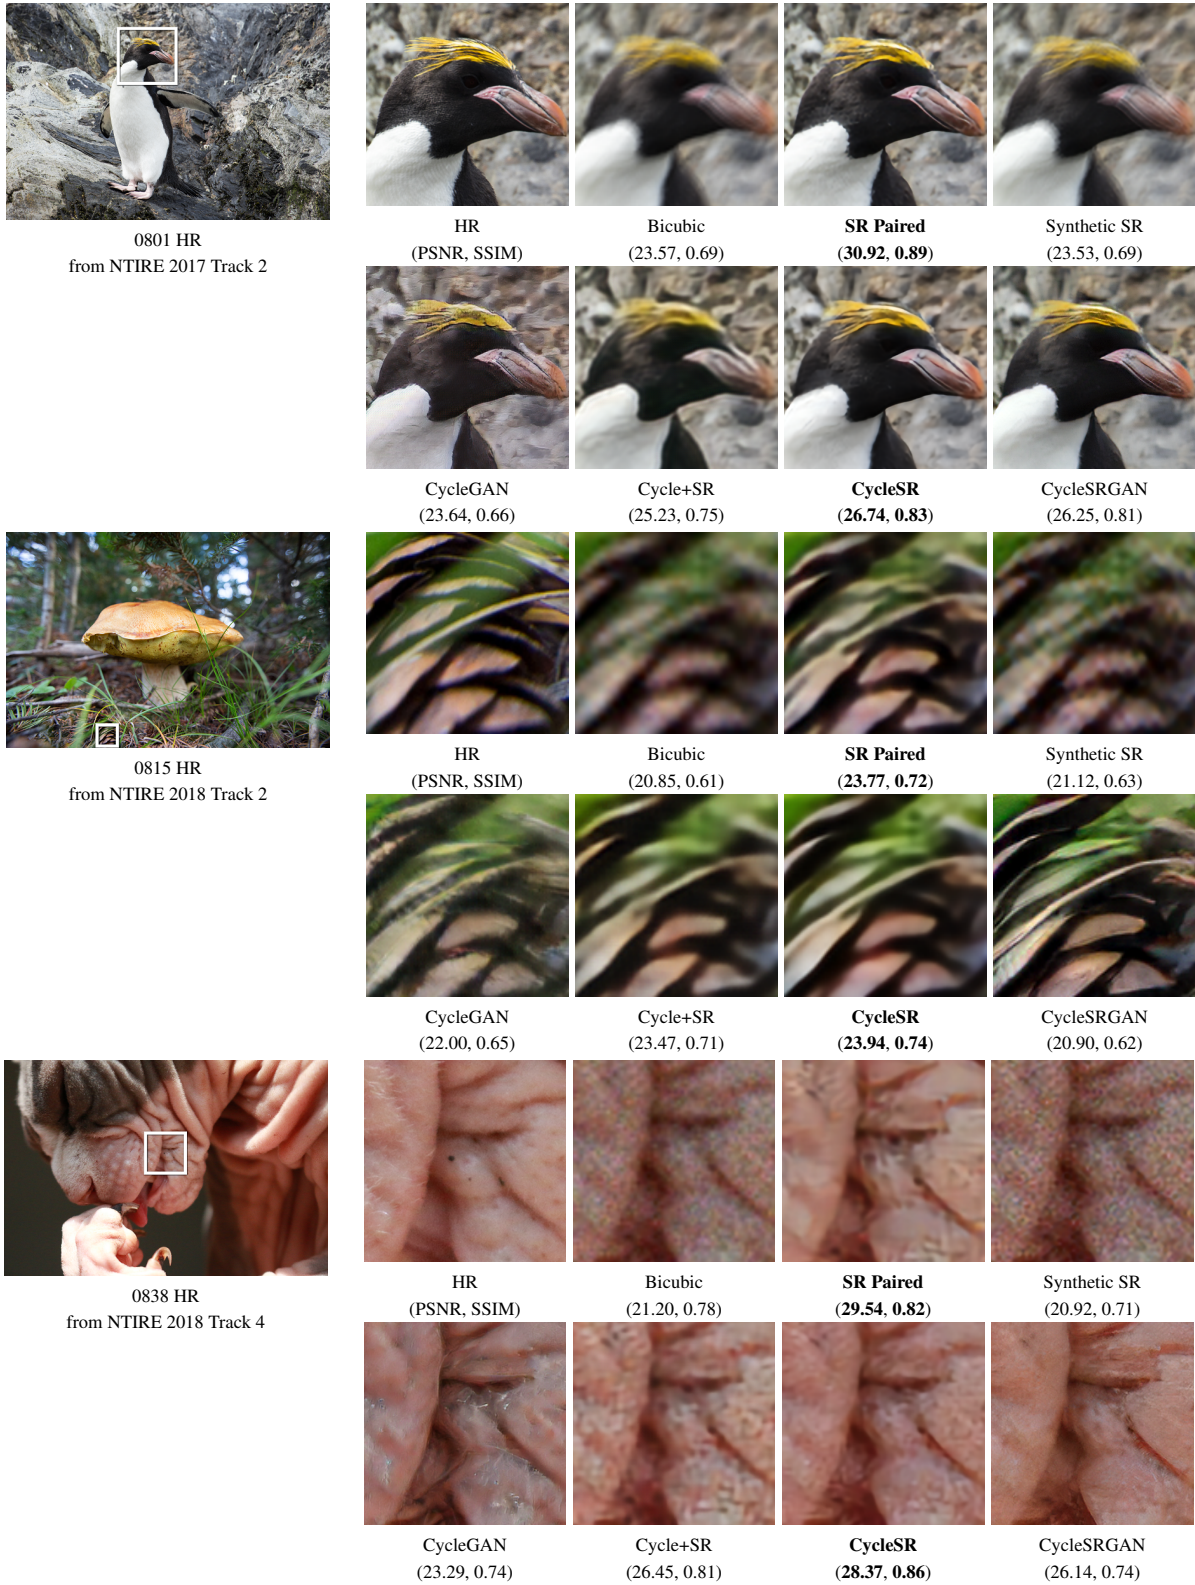 0801 HR
from NTIRE 2017 Track 2
HR
(PSNR, SSIM)
Bicubic
(23.57, 0.69)
SR Paired
(30.92, 0.89)
Synthetic SR
(23.53, 0.69)
CycleGAN
(23.64, 0.66)
Cycle+SR
(25.23, 0.75)
CycleSR
(26.74, 0.83)
CycleSRGAN
(26.25, 0.81)
0815 HR
from NTIRE 2018 Track 2
HR
(PSNR, SSIM)
Bicubic
(20.85, 0.61)
SR Paired
(23.77, 0.72)
Synthetic SR
(21.12, 0.63)
CycleGAN
(22.00, 0.65)
Cycle+SR
(23.47, 0.71)
CycleSR
(23.94, 0.74)
CycleSRGAN
(20.90, 0.62)
0838 HR
from NTIRE 2018 Track 4
HR
(PSNR, SSIM)
Bicubic
(21.20, 0.78)
SR Paired
(29.54, 0.82)
Synthetic SR
(20.92, 0.71)
CycleGAN
(23.29, 0.74)
Cycle+SR
(26.45, 0.81)
CycleSR
(28.37, 0.86)
CycleSRGAN
(26.14, 0.74)